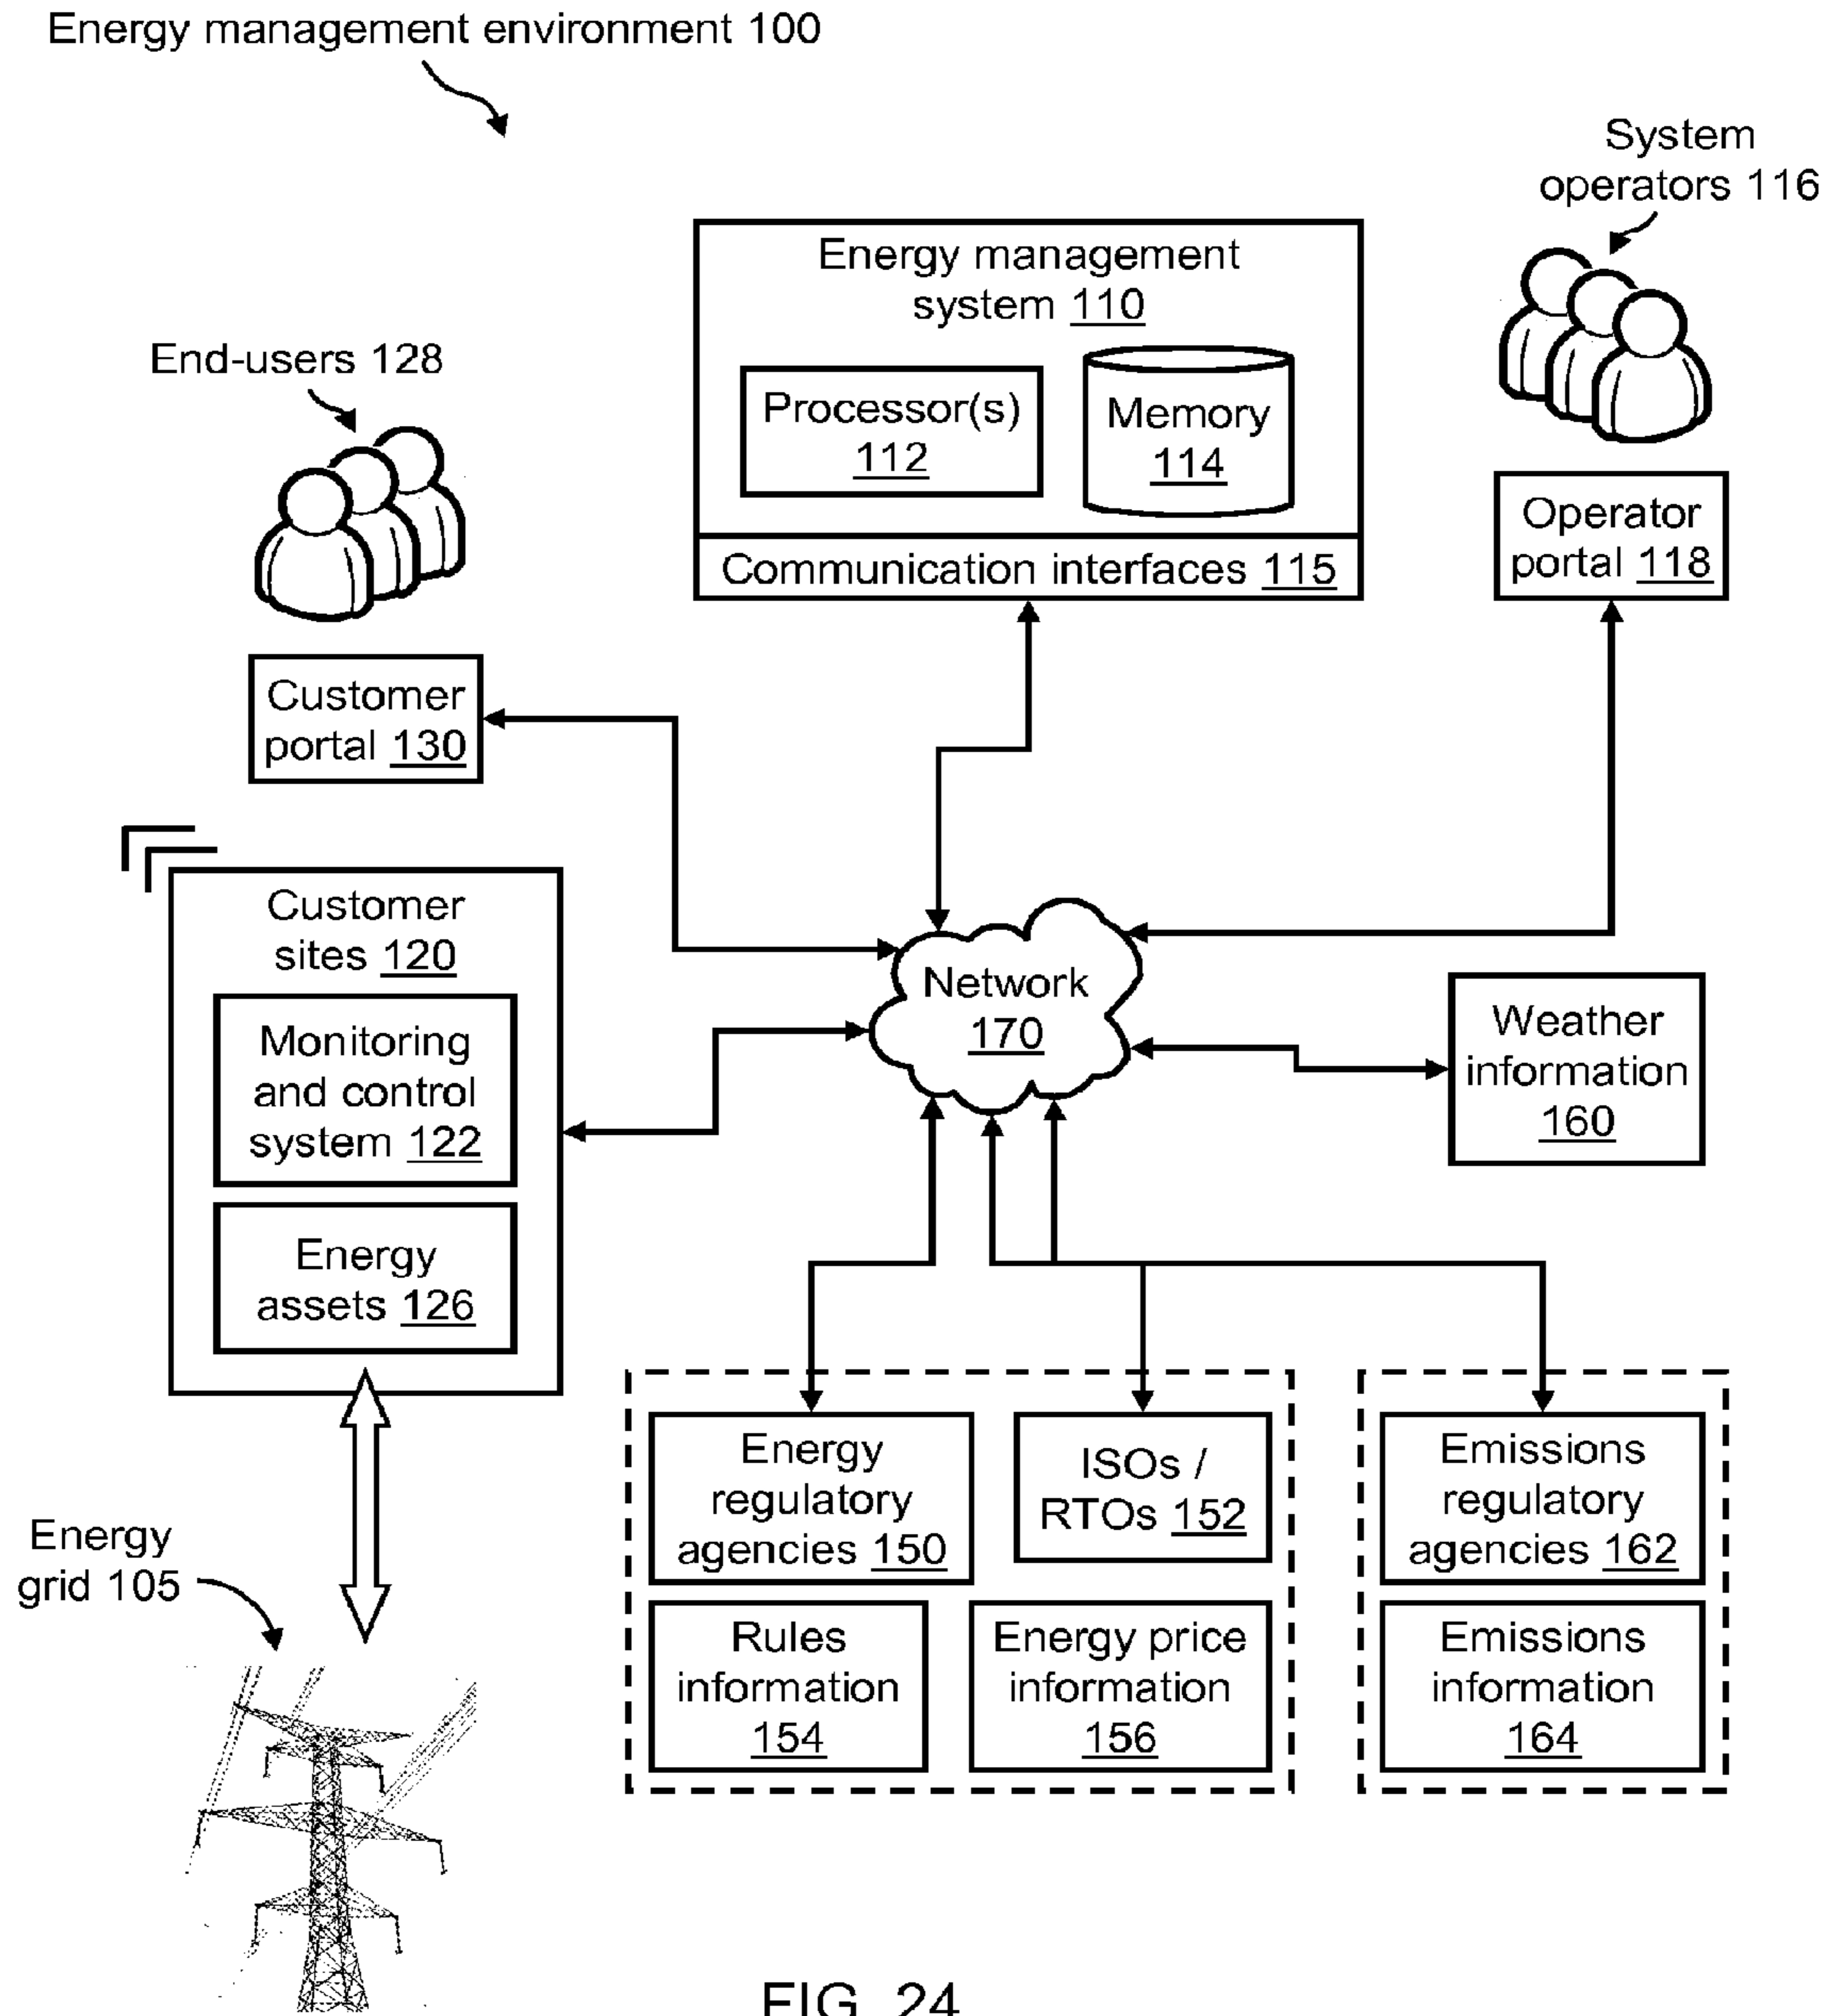 Energy management environment 100
System
operators 116
Energy management
system 110
End-users 128
Processor(s)
112
Memory
114
Operator
portal 118
Communication interfaces 115
Customer
portal 130
Customer
sites 120
Network
170
Monitoring
and control
system 122
Weather
information
160
Energy
assets 126
Energy
regulatory
agencies 150
ISOs /
RTOs 152
Emissions
regulatory
agencies 162
Energy
grid 105
Rules
information
154
Energy price
information
156
Emissions
information
164
FIG. 24